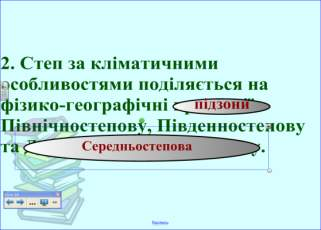 2. Степ за кліматичними
особливостями поділяється на
фізико-географічні підзони
Північностепову, Південностепову
та Середньостепова у.